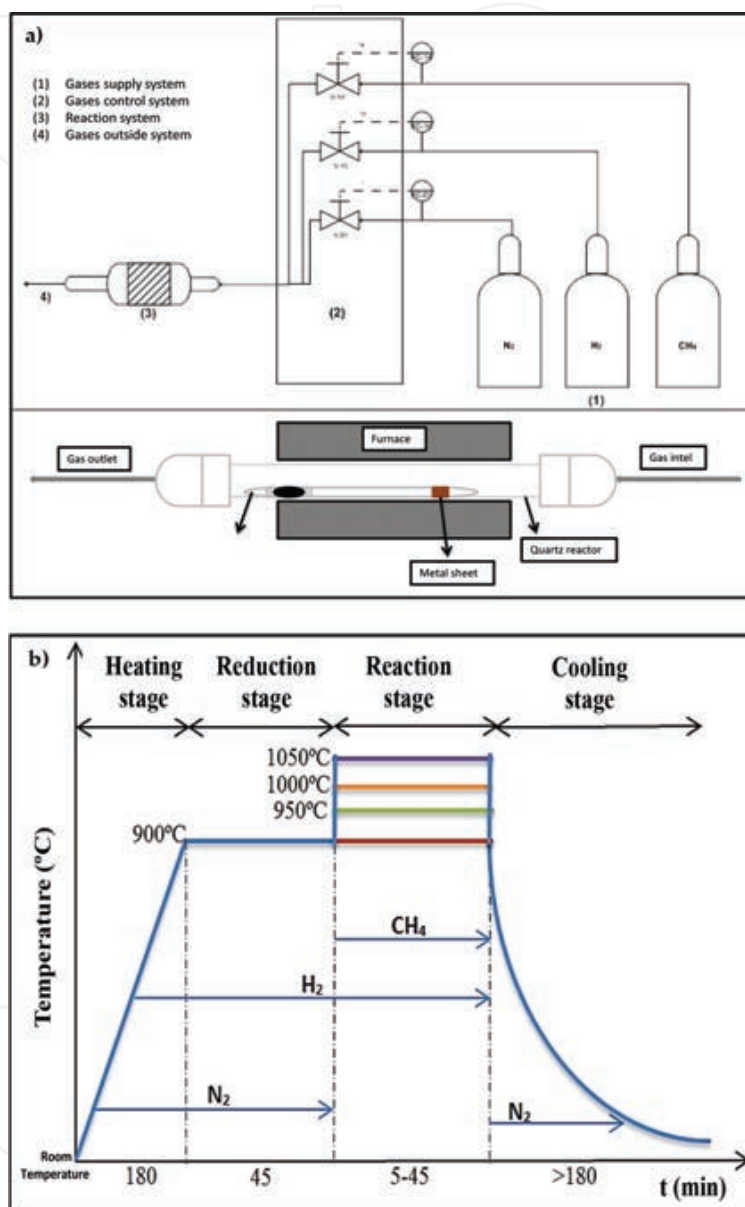 a)
(1) Gases supply system
(2) Gases control system
(3) Reaction system
(4) Gases outside system
4)
(3)
(2)
N₂
H₂
CH₄
(1)
Furnace
Gas outlet
Gas intel
Quartz reactor
Metal sheet
b)
Heating stage
Reduction stage
Reaction stage
Cooling stage
1050ºC
1000ºC
950ºC
900ºC
Temperature (ºC)
CH₄
H₂
N₂
N₂
Room Temperature
180
45
5-45
>180
t (min)